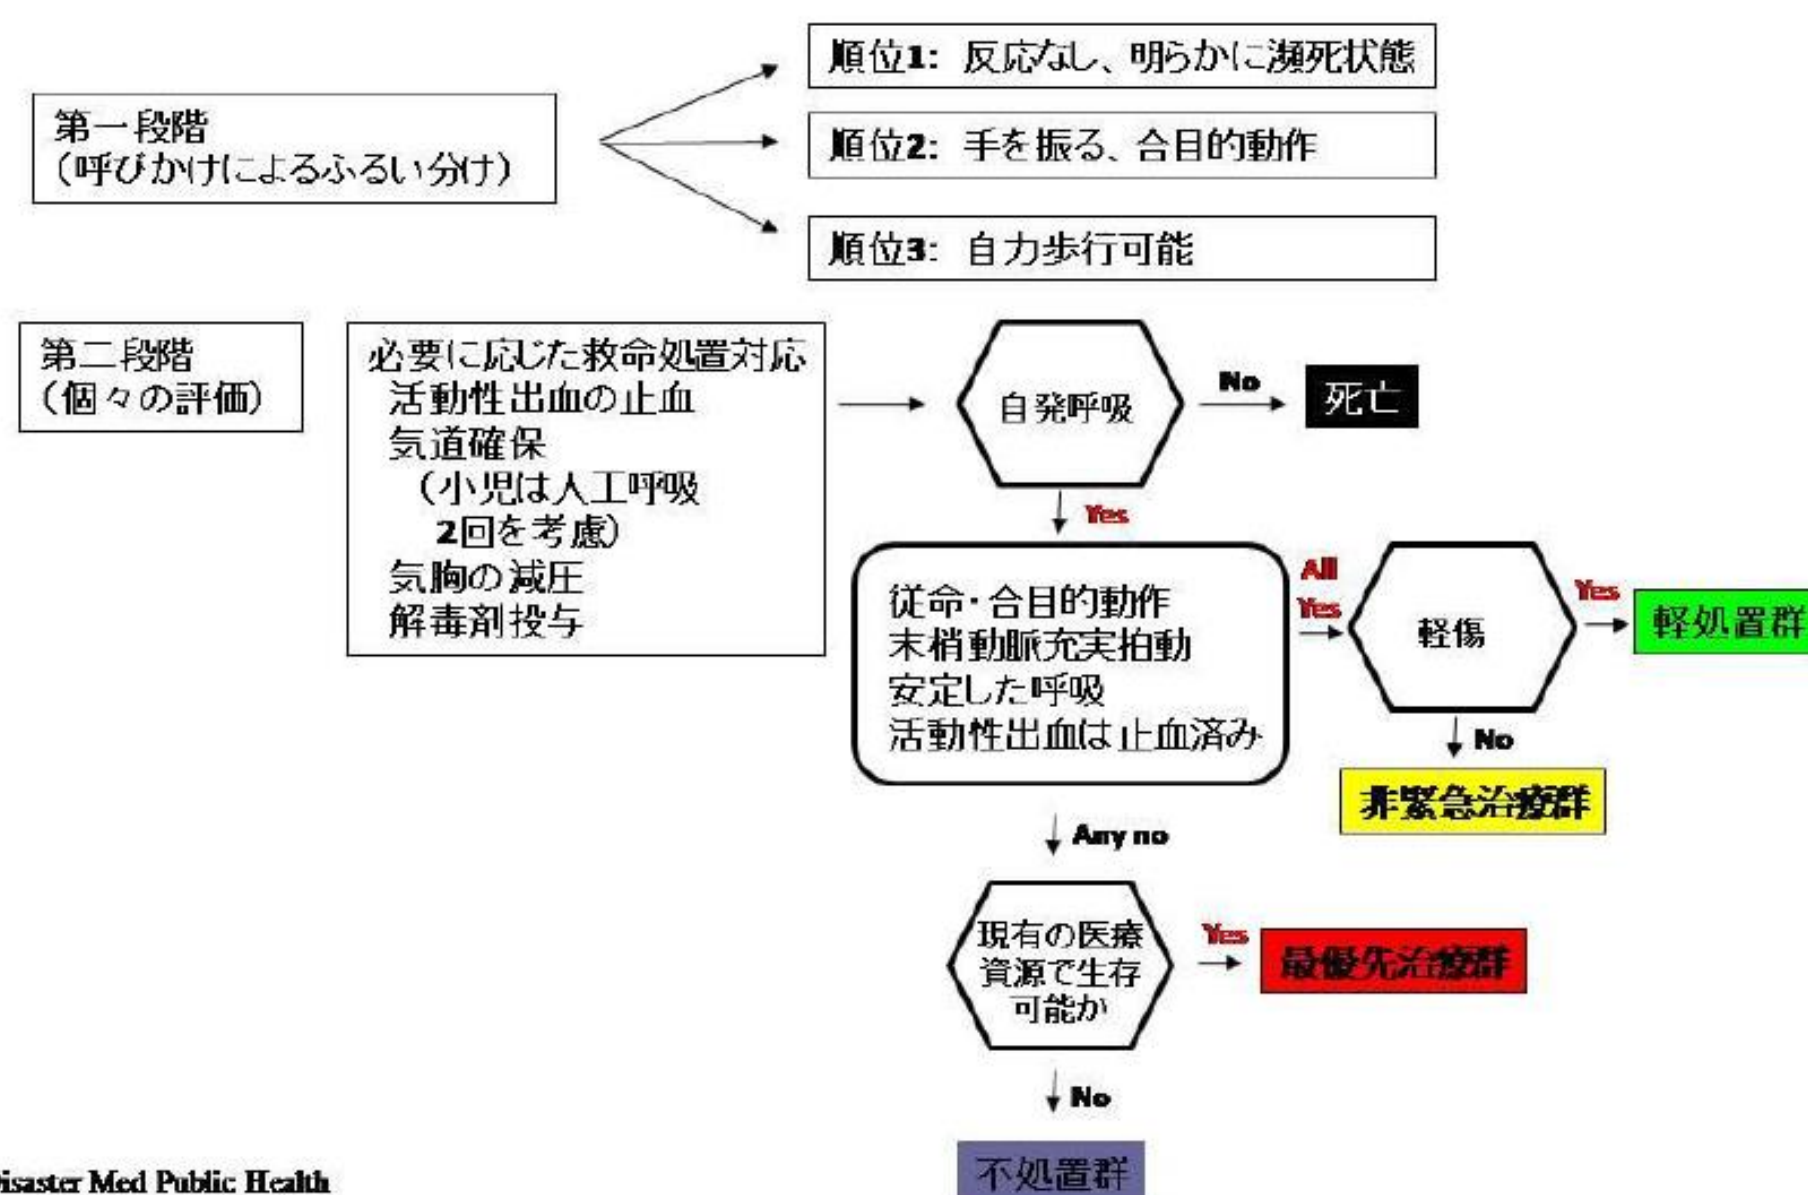 第一段階
（呼びかけによるふるい分け）
順位1: 反応なし、明らかに瀕死状態
順位2: 手を振る、合目的動作
順位3: 自力歩行可能
第二段階
（個々の評価）
必要に応じた救命処置対応
活動性出血の止血
気道確保
（小児は人工呼吸
2回を考慮）
気胸の減圧
解毒剤投与
自発呼吸
No
死亡
Yes
従命・合目的動作
末梢動脈充実拍動
安定した呼吸
活動性出血は止血済み
All
Yes
軽傷
Yes
軽処置群
No
非緊急治療群
Any no
現有の医療
資源で生存
可能か
Yes
最優先治療群
No
不処置群
isaster Med Public Health